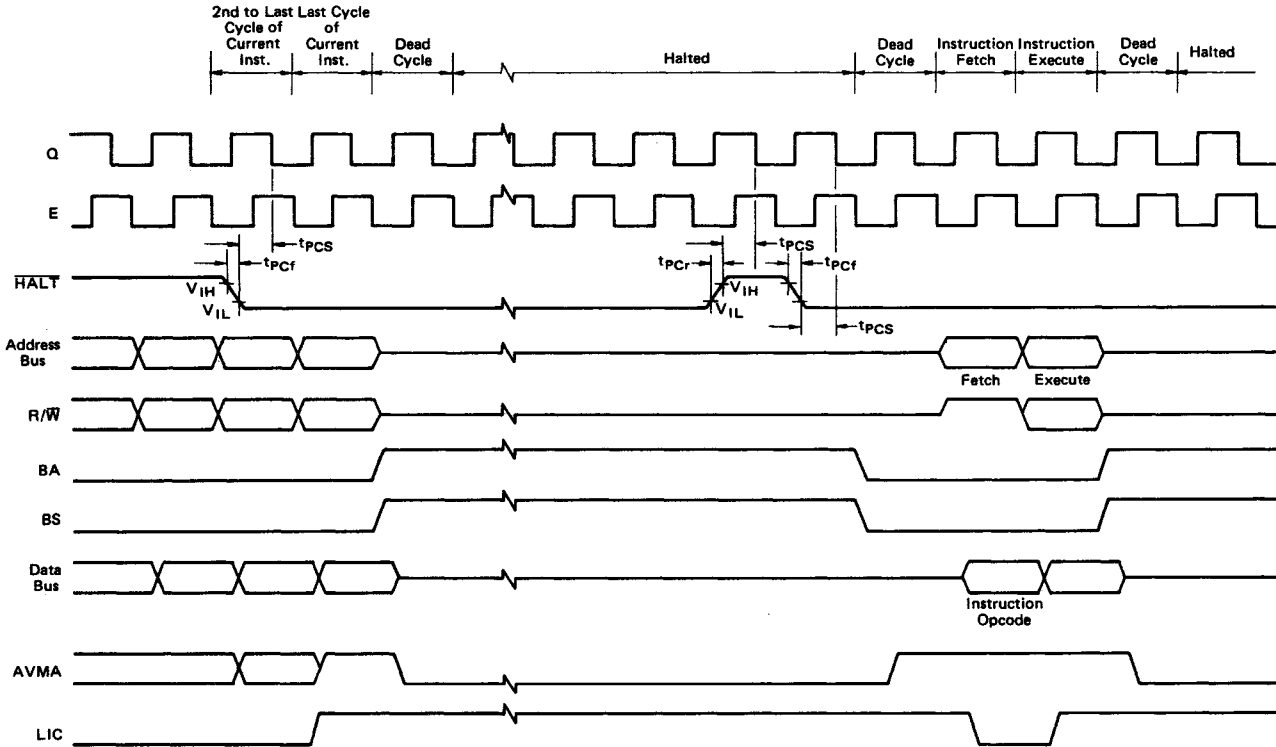 2nd to Last Last Cycle
Cycle of of
Current Current Dead Dead Instruction Instruction Dead
Inst. Inst. Cycle Halted Cycle Fetch Execute Cycle Halted
Q
E
tPCS tPCS
tPCf tPCr tPCf
HALT
VIH VIH
VIL VIL
tPCS
Address
Bus
Fetch Execute
R/W
BA
BS
Data
Bus
Instruction
Opcode
AVMA
LIC